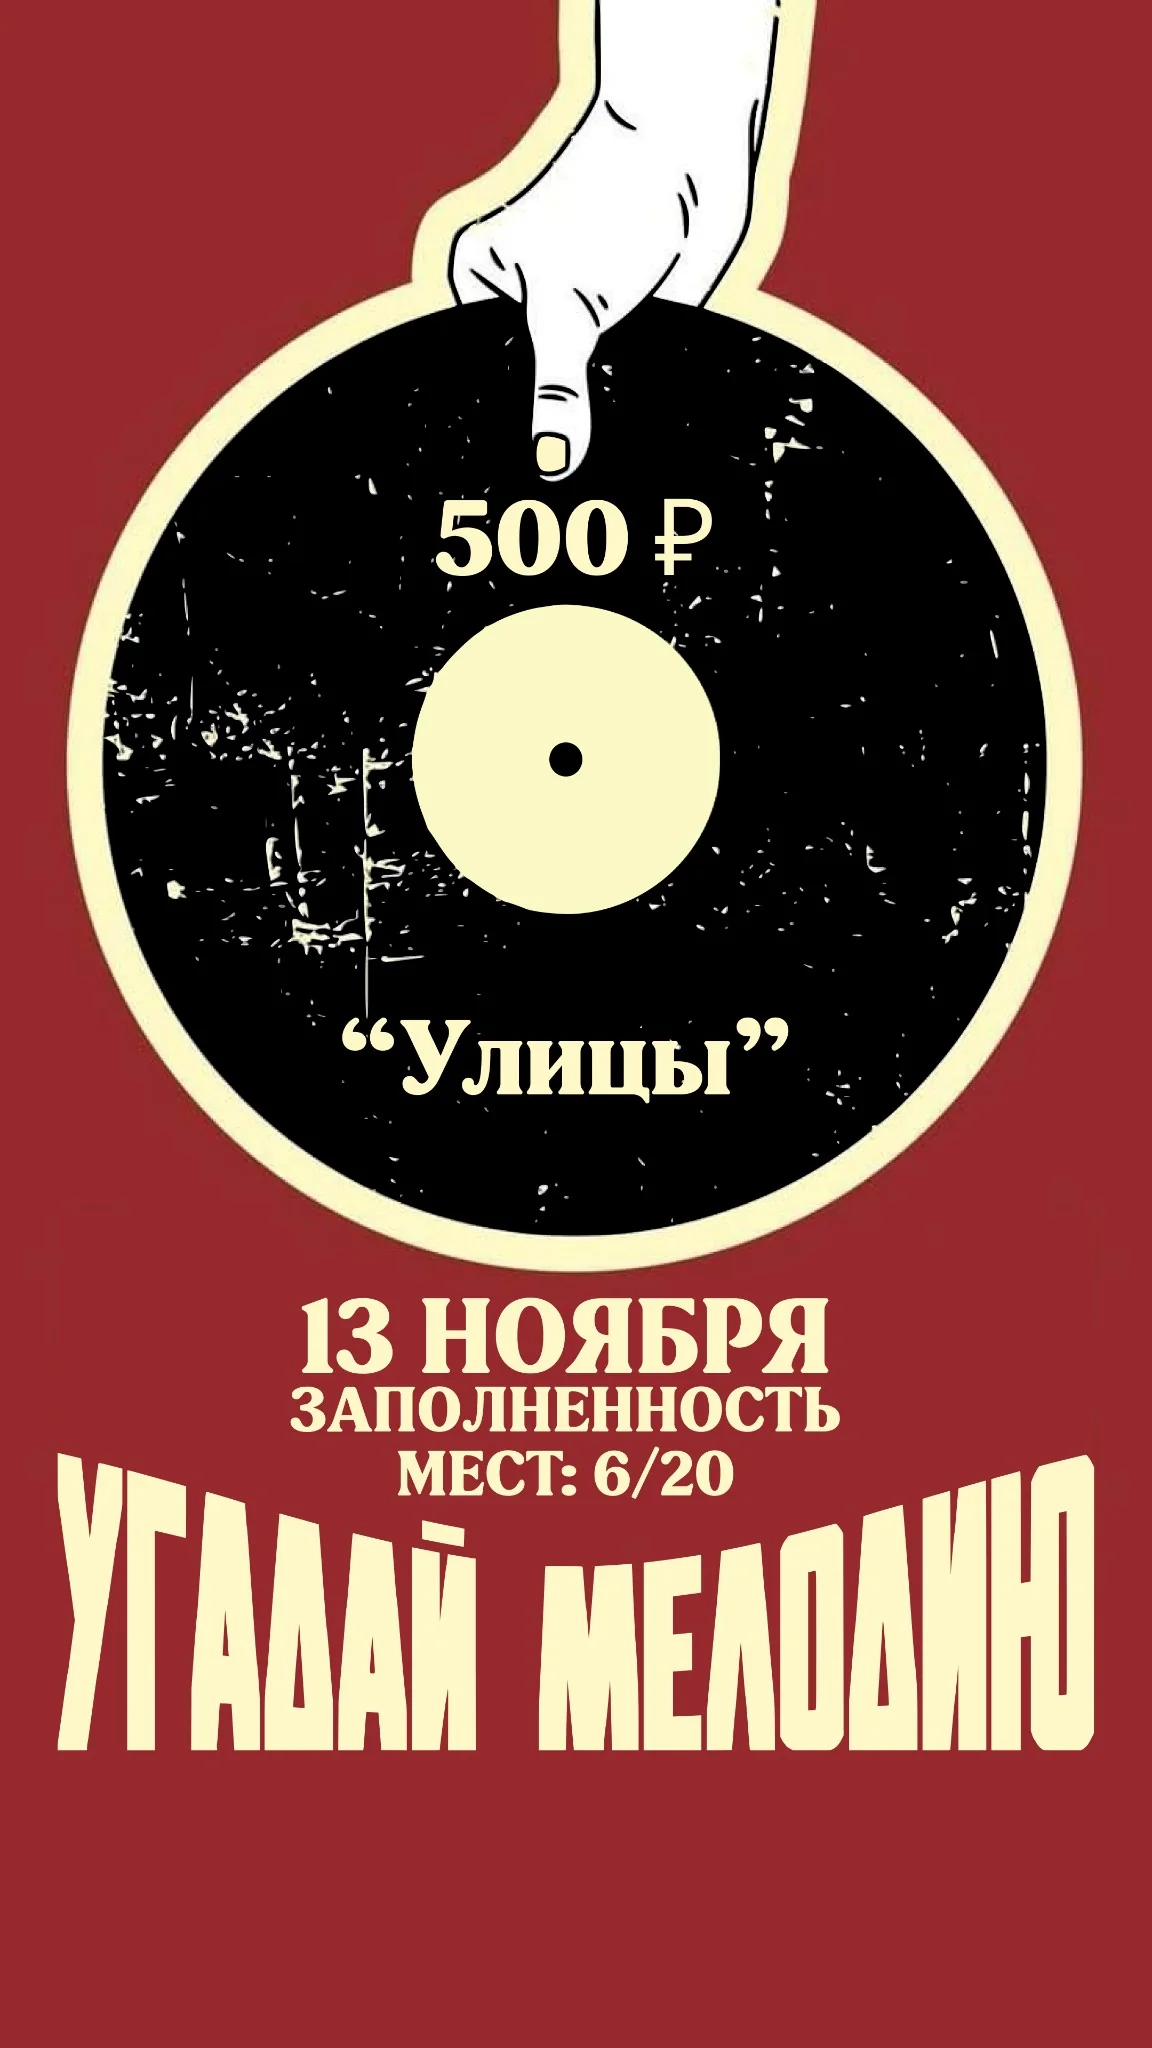 500 ₽
“Улицы”
13 НОЯБРЯ
ЗАПОЛНЕННОСТЬ
МЕСТ: 6/20
УГАДАЙ МЕЛОДИЮ